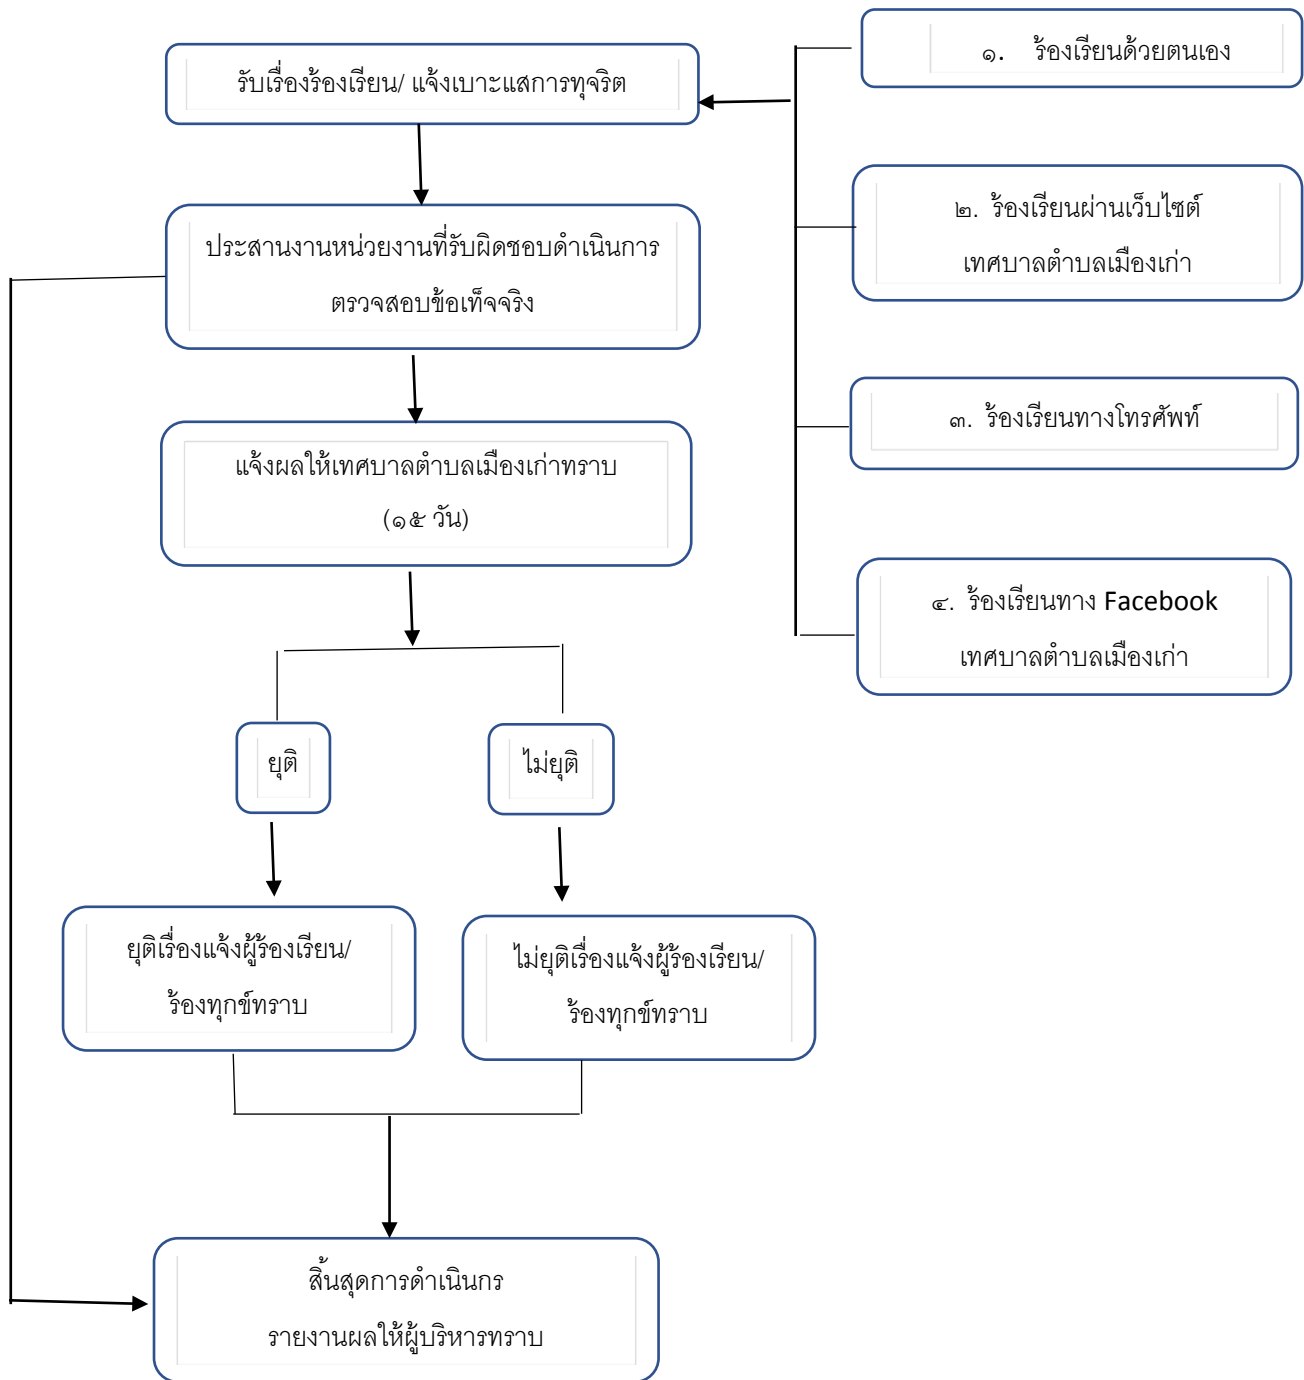 รับเรื่องร้องเรียน/ แจ้งเบาะแสการทุจริต
๑. ร้องเรียนด้วยตนเอง
๒. ร้องเรียนผ่านเว็บไซต์
เทศบาลตำบลเมืองเก่า
ประสานงานหน่วยงานที่รับผิดชอบดำเนินการ
ตรวจสอบข้อเท็จจริง
๓. ร้องเรียนทางโทรศัพท์
แจ้งผลให้เทศบาลตำบลเมืองเก่าทราบ
(๑๕ วัน)
๔. ร้องเรียนทาง Facebook
เทศบาลตำบลเมืองเก่า
ยุติ
ไม่ยุติ
ยุติเรื่องแจ้งผู้ร้องเรียน/
ร้องทุกข์ทราบ
ไม่ยุติเรื่องแจ้งผู้ร้องเรียน/
ร้องทุกข์ทราบ
สิ้นสุดการดำเนินกร
รายงานผลให้ผู้บริหารทราบ